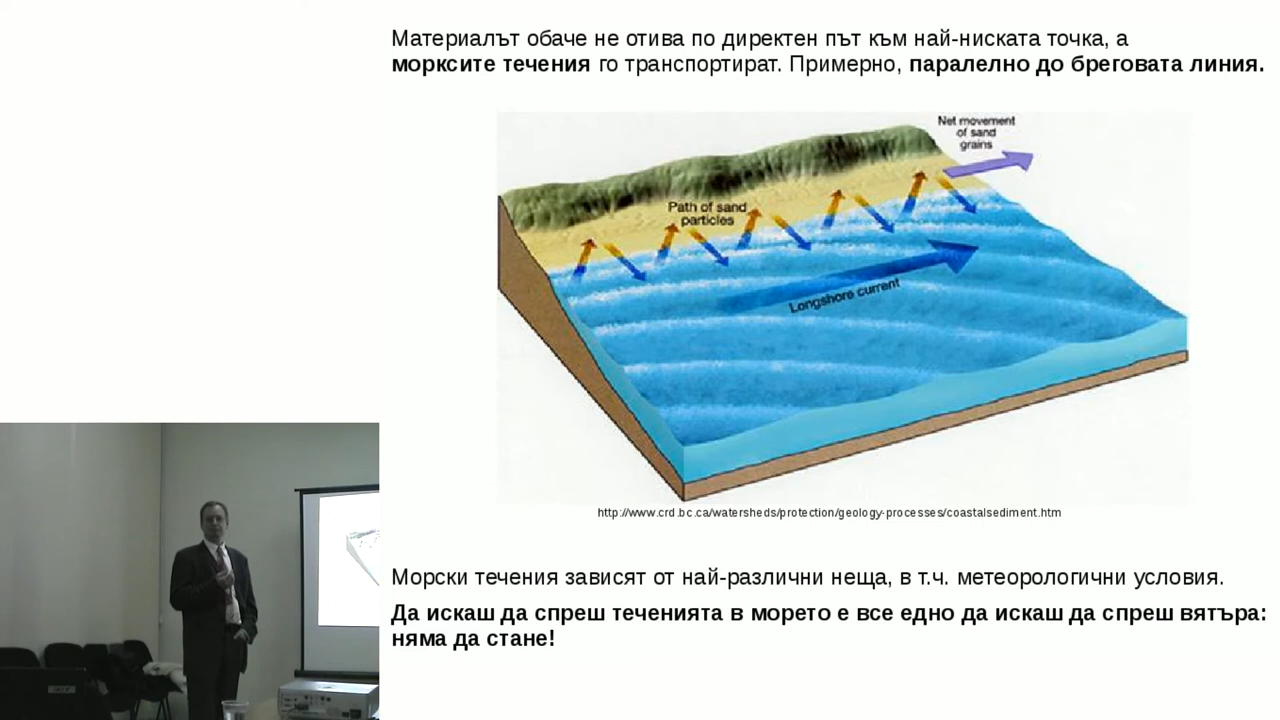 Материалът обаче не отива по директен път към най-ниската точка, а
морксите течения го транспортират. Примерно, паралелно до бреговата линия.
Net movement
of sand
grains
Path of sand
particles
Longshore current
http://www.crd.bc.ca/watersheds/protection/geology-processes/coastalsediment.htm
Морски течения зависят от най-различни неща, в т.ч. метеорологични условия.
Да искаш да спреш теченията в морето е все едно да искаш да спреш вятъра:
няма да стане!